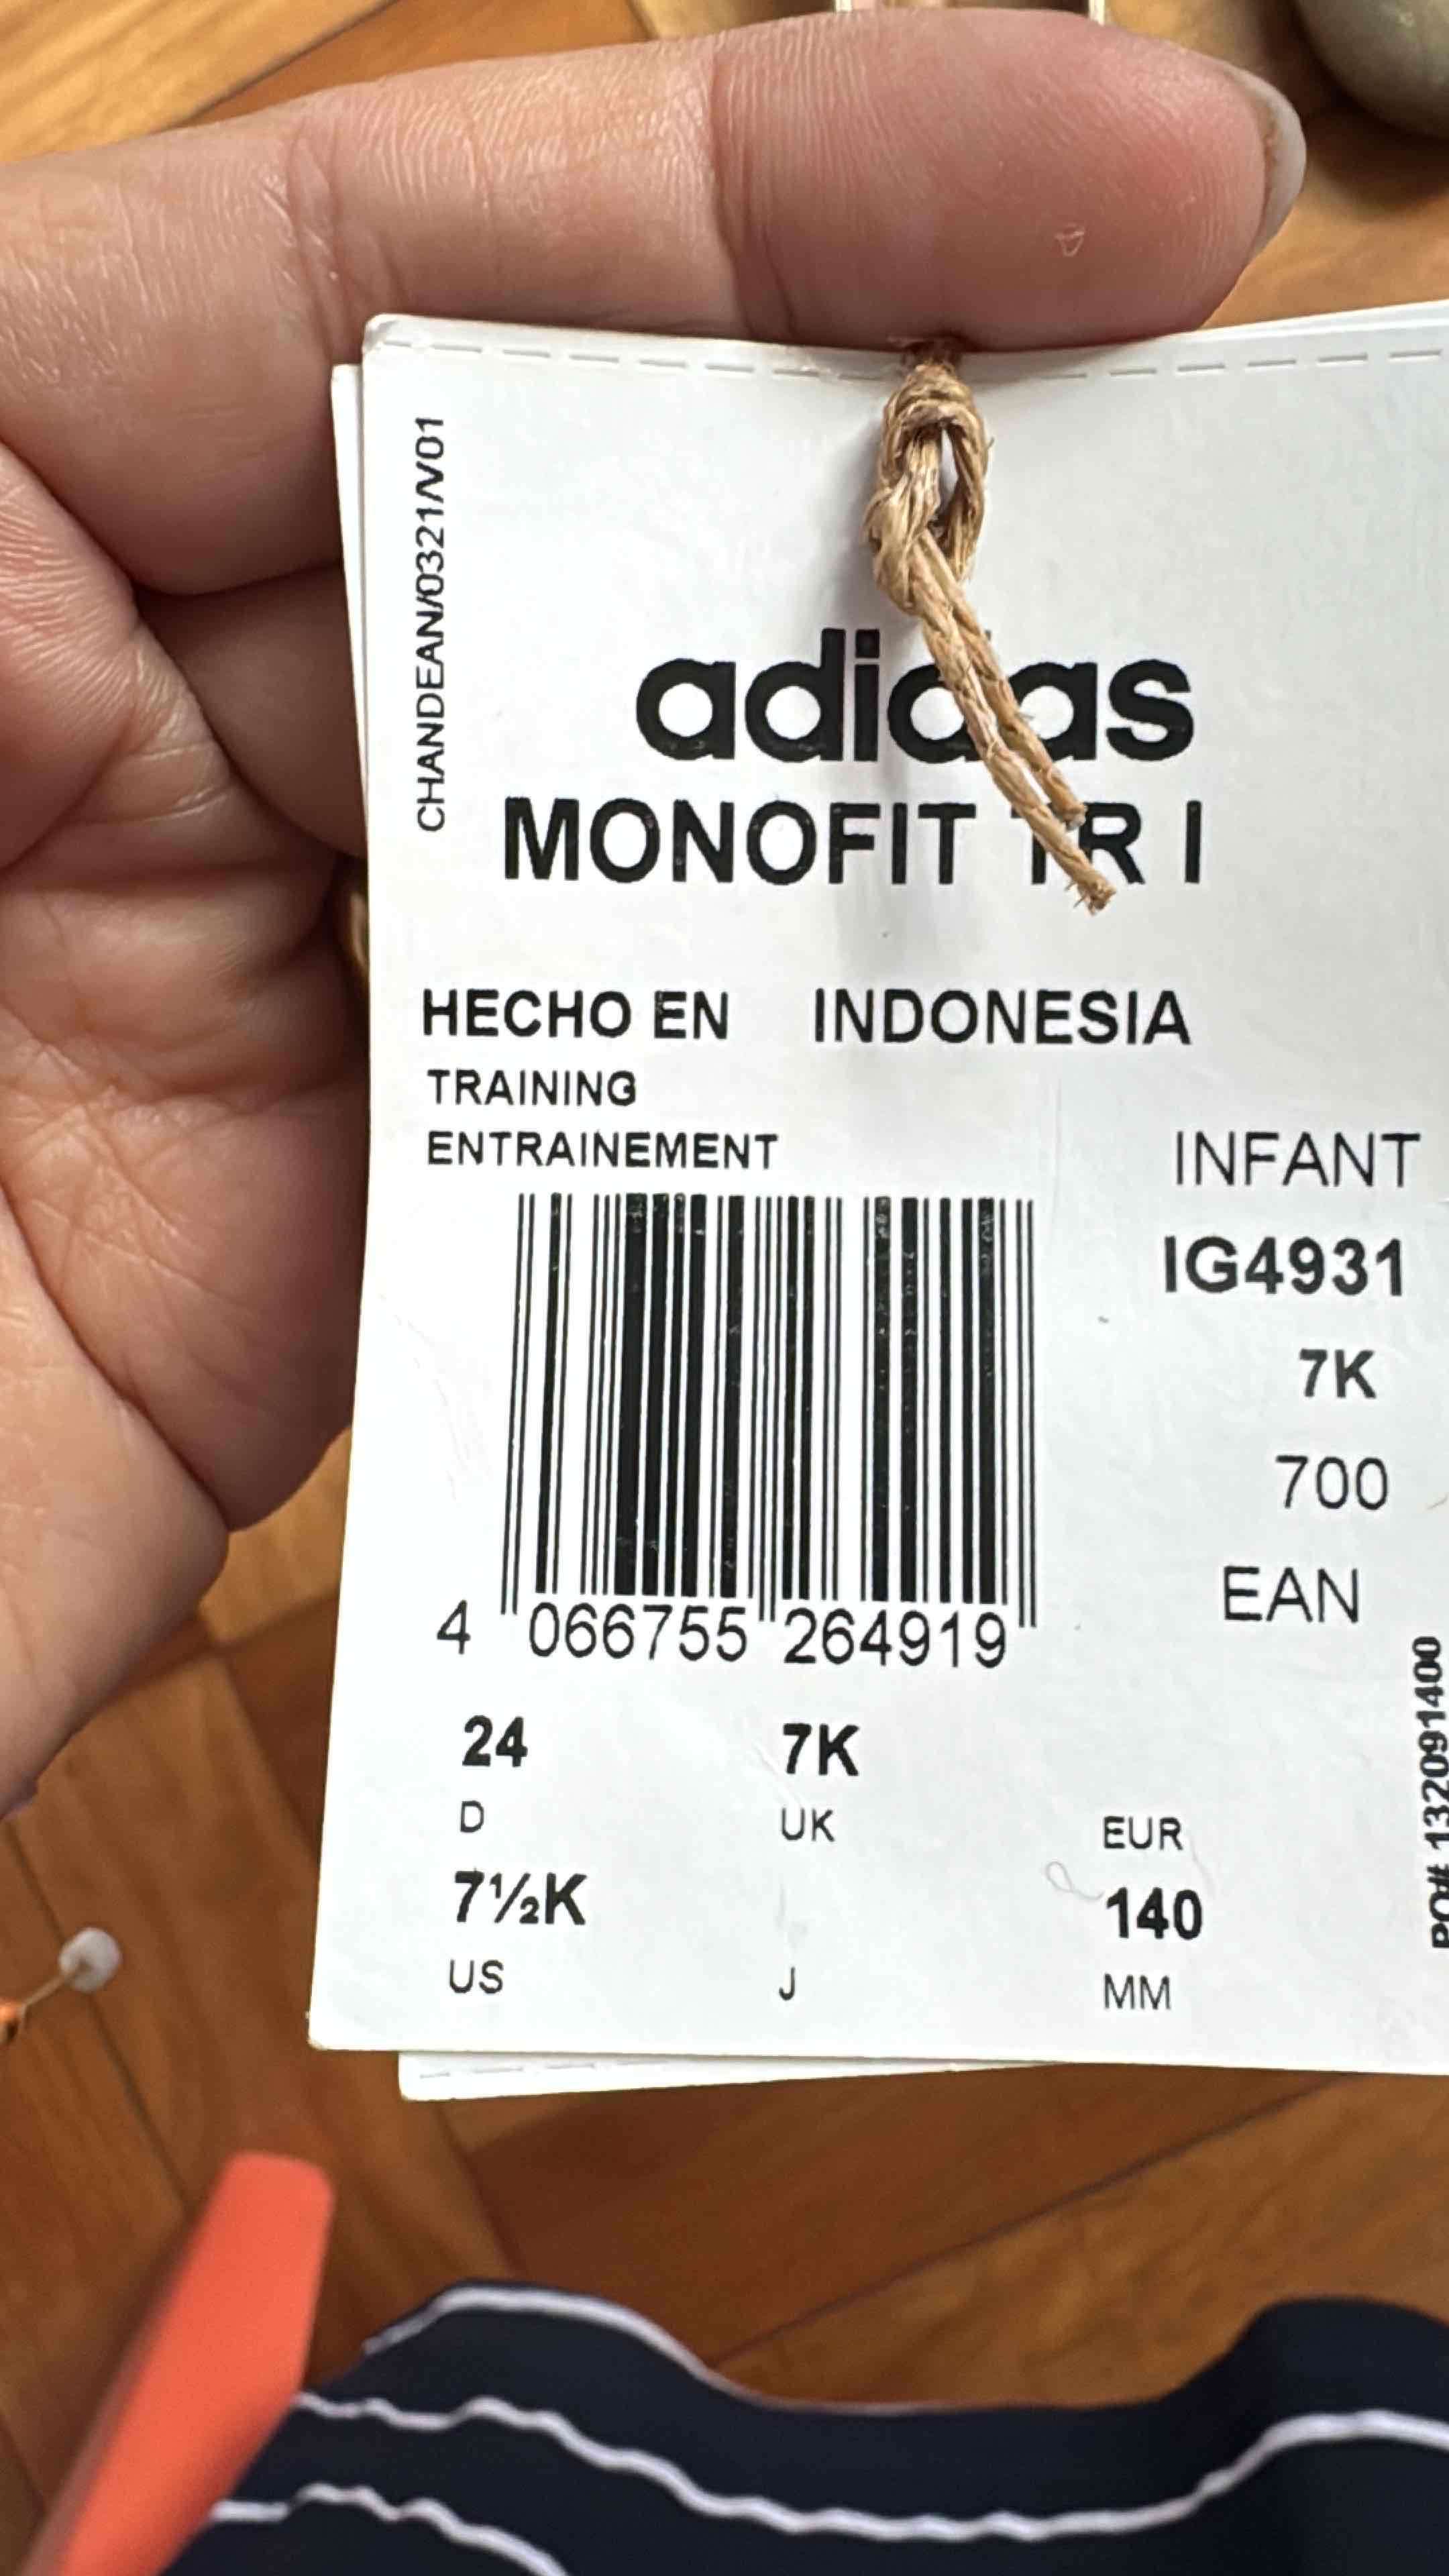 CHANDEAN/0321/V01
adidas
MONOFIT TR I
HECHO EN INDONESIA
TRAINING
ENTRAINEMENT
INFANT
IG4931
7K
700
EAN
4 066755 264919
PO# 132091400
24 7K
D UK EUR
7½K 140
US J MM